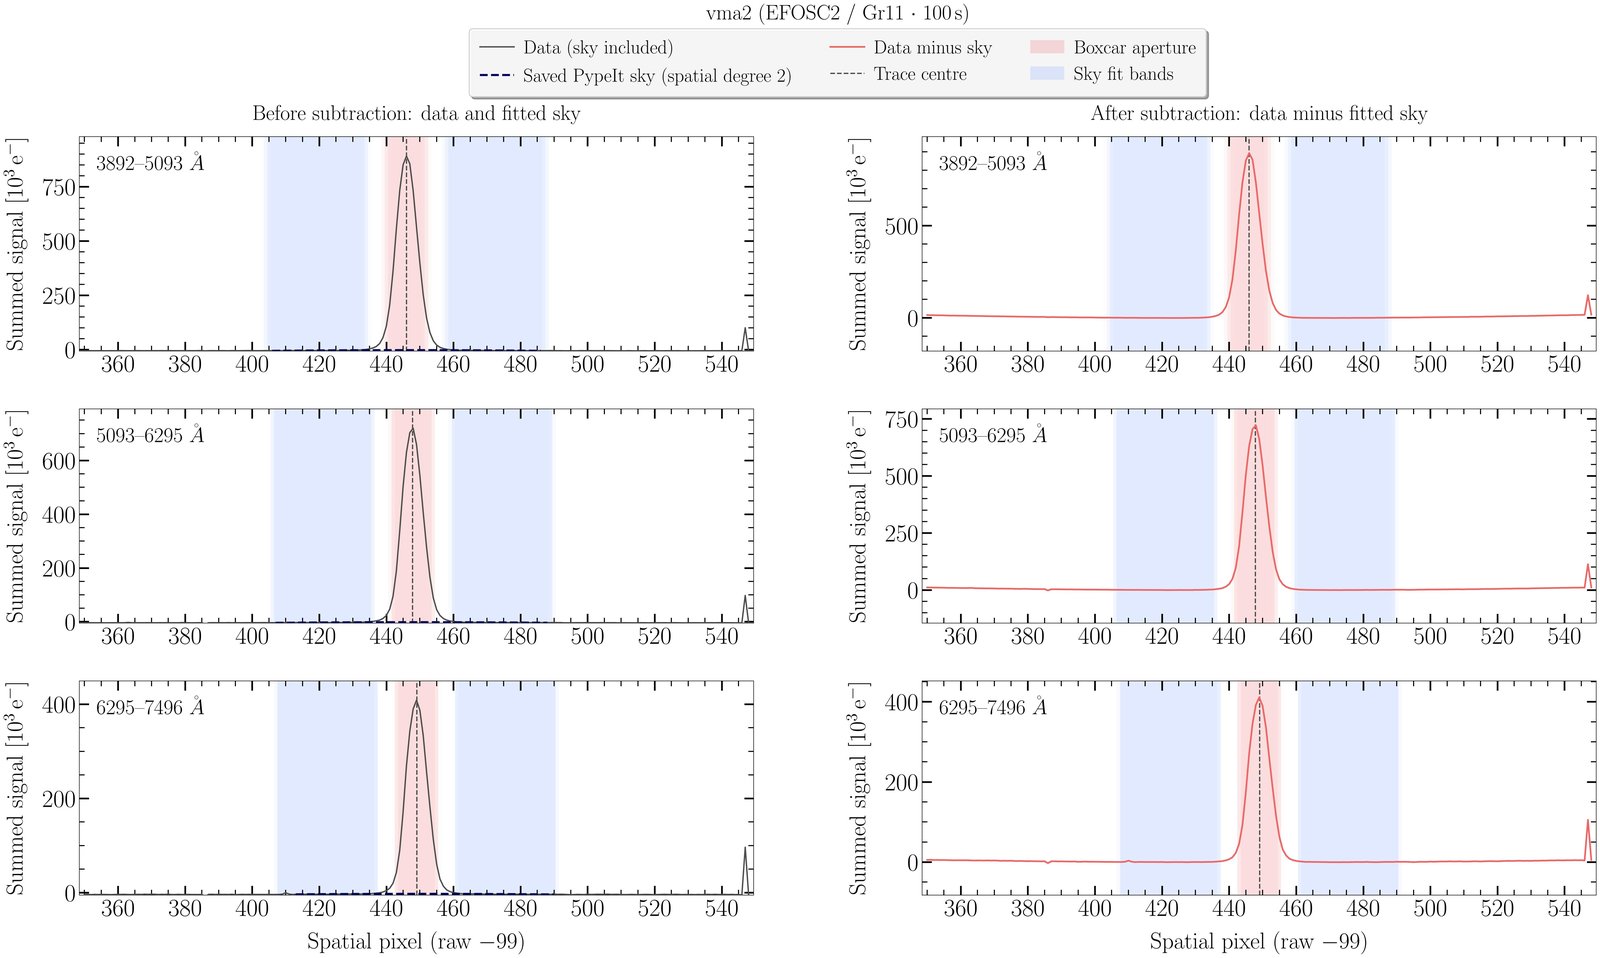 vma2 (EFOSC2 / Gr11 · 100 s)
Data (sky included)
Saved PypeIt sky (spatial degree 2)
Data minus sky
Trace centre
Boxcar aperture
Sky fit bands
Before subtraction: data and fitted sky
After subtraction: data minus fitted sky
Summed signal [10³ e⁻]
750
500
250
0
3892–5093 Å
360 380 400 420 440 460 480 500 520 540
Summed signal [10³ e⁻]
500
0
3892–5093 Å
360 380 400 420 440 460 480 500 520 540
Summed signal [10³ e⁻]
600
400
200
0
5093–6295 Å
360 380 400 420 440 460 480 500 520 540
Summed signal [10³ e⁻]
750
500
250
0
5093–6295 Å
360 380 400 420 440 460 480 500 520 540
Summed signal [10³ e⁻]
400
200
0
6295–7496 Å
360 380 400 420 440 460 480 500 520 540
Spatial pixel (raw −99)
Summed signal [10³ e⁻]
400
200
0
6295–7496 Å
360 380 400 420 440 460 480 500 520 540
Spatial pixel (raw −99)